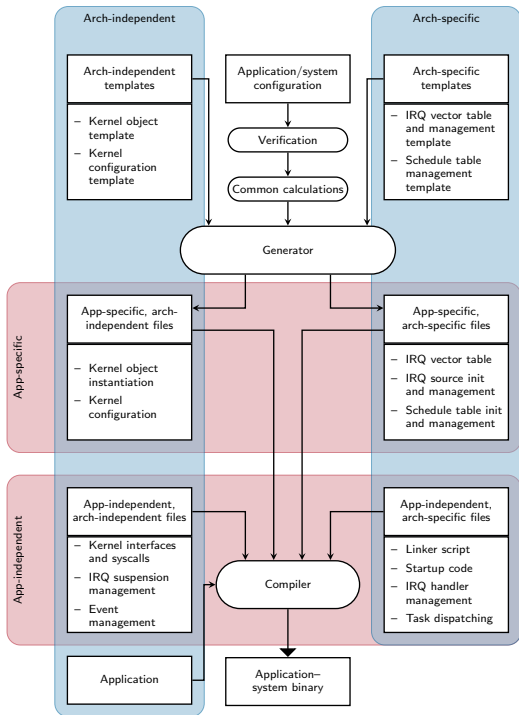 Arch-independent
Arch-specific
Arch-independent
templates
– Kernel object
template
– Kernel
configuration
template
Application/system
configuration
Verification
Common calculations
Arch-specific
templates
– IRQ vector table
and management
template
– Schedule table
management
template
Generator
App-specific
App-specific, arch-
independent files
– Kernel object
instantiation
– Kernel
configuration
App-specific,
arch-specific files
– IRQ vector table
– IRQ source init
and management
– Schedule table init
and management
App-independent
App-independent,
arch-independent files
– Kernel interfaces
and syscalls
– IRQ suspension
management
– Event
management
Compiler
App-independent,
arch-specific files
– Linker script
– Startup code
– IRQ handler
management
– Task dispatching
Application
Application–
system binary